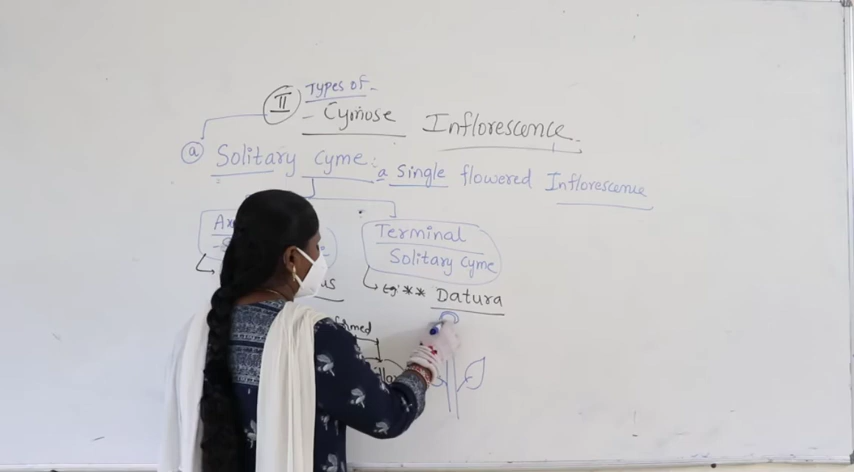 II Types of -
- Cymose Inflorescence
a Solitary cyme: a single flowered Inflorescence
Terminal
Solitary cyme
eg: ** Datura